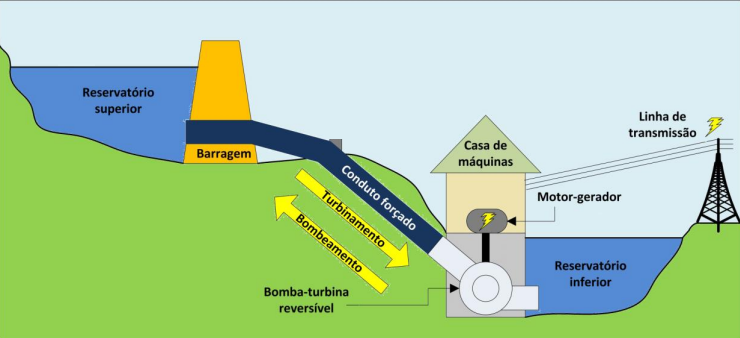 Reservatório
superior
Barragem
Conduto forçado
Turbinamento
Bombeamento
Casa de
máquinas
Linha de
transmissão
Motor-gerador
Bomba-turbina
reversível
Reservatório
inferior